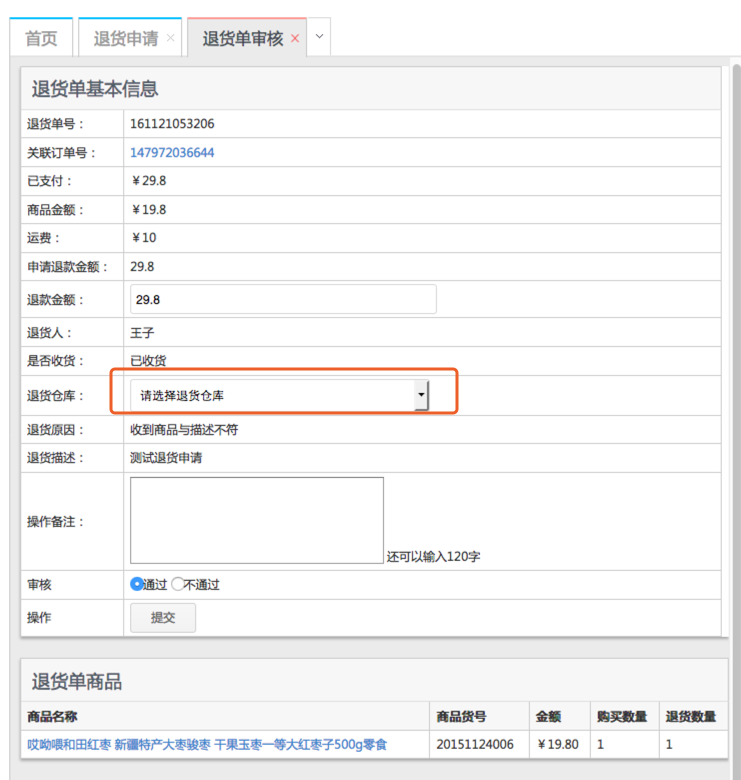 首页 退货申请 × 退货单审核 ×
退货单基本信息
退货单号： 161121053206
关联订单号： 147972036644
已支付： ￥29.8
商品金额： ￥19.8
运费： ￥10
申请退款金额： 29.8
退款金额： 29.8
退货人： 王子
是否收货： 已收货
退货仓库： 请选择退货仓库
退货原因： 收到商品与描述不符
退货描述： 测试退货申请
操作备注： 还可以输入120字
审核 通过 不通过
操作 提交
退货单商品
商品名称 商品货号 金额 购买数量 退货数量
哎呦喂和田红枣 新疆特产大枣骏枣 干果玉枣一等大红枣子500g零食 20151124006 ￥19.80 1 1